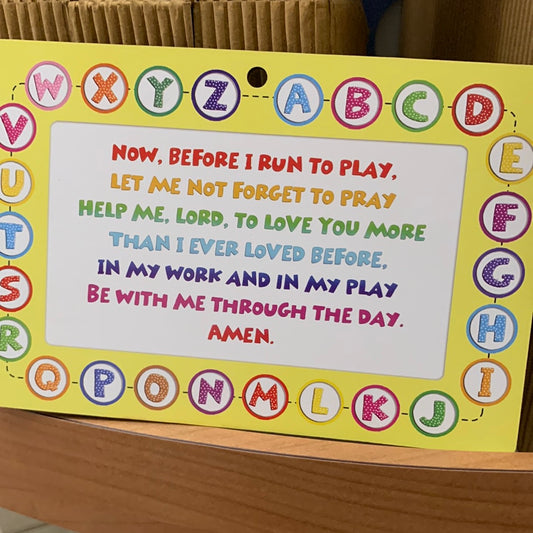 W X Y Z A B C D E F G H I J K L M N O P Q R S T U V
NOW, BEFORE I RUN TO PLAY,
LET ME NOT FORGET TO PRAY
HELP ME, LORD, TO LOVE YOU MORE
THAN I EVER LOVED BEFORE,
IN MY WORK AND IN MY PLAY
BE WITH ME THROUGH THE DAY.
AMEN.